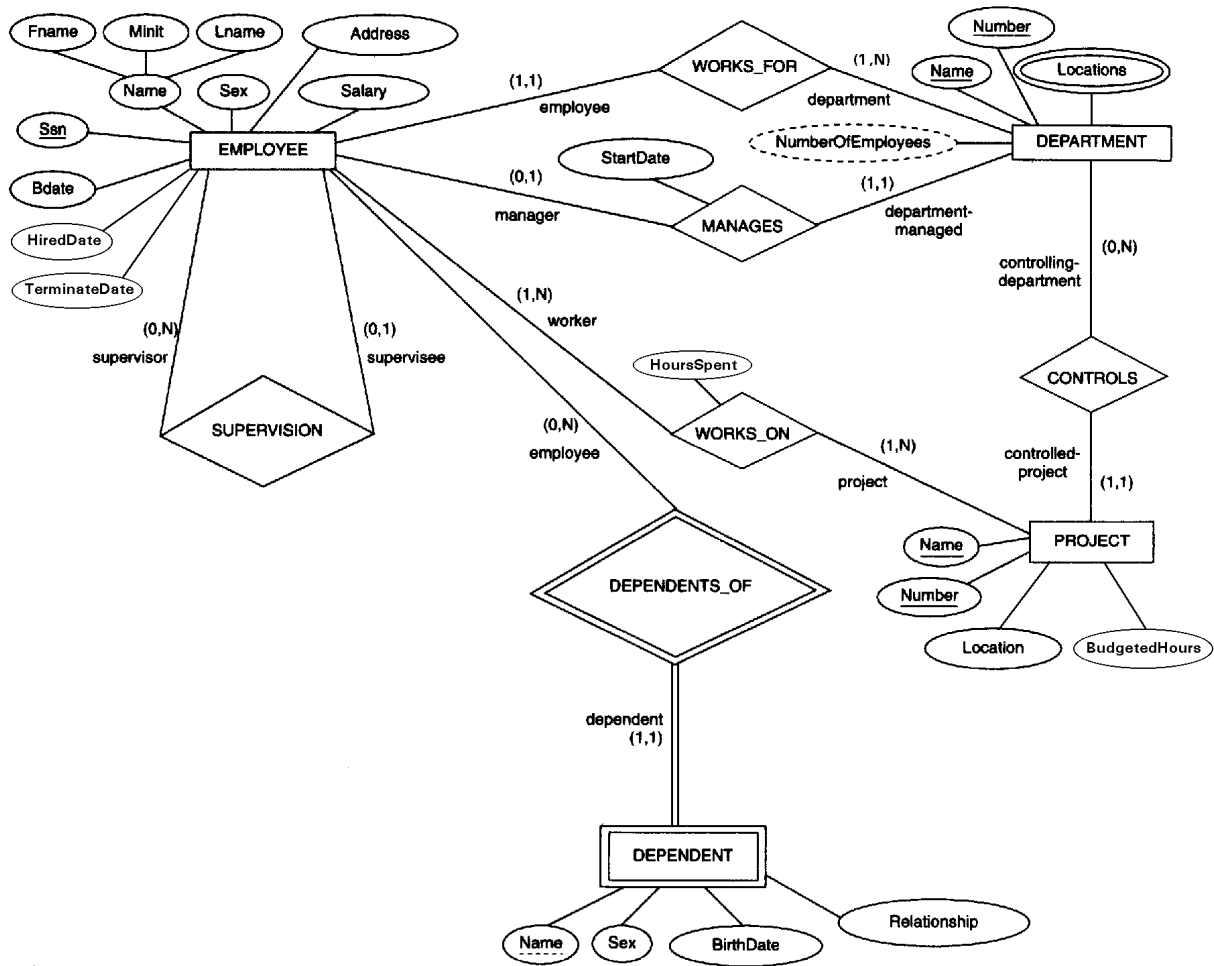 Fname
Minit
Lname
Address
Name
Sex
Salary
Ssn
EMPLOYEE
Bdate
HiredDate
TerminateDate
(1,1)
employee
WORKS_FOR
(1,N)
department
Number
Name
Locations
NumberOfEmployees
DEPARTMENT
StartDate
(0,1)
manager
MANAGES
(1,1)
department-
managed
(0,N)
controlling-
department
(1,N)
worker
(0,N)
supervisor
(0,1)
supervisee
HoursSpent
CONTROLS
SUPERVISION
(0,N)
employee
WORKS_ON
(1,N)
project
controlled-
project
(1,1)
Name
PROJECT
Number
Location
BudgetedHours
DEPENDENTS_OF
dependent
(1,1)
DEPENDENT
Name
Sex
BirthDate
Relationship